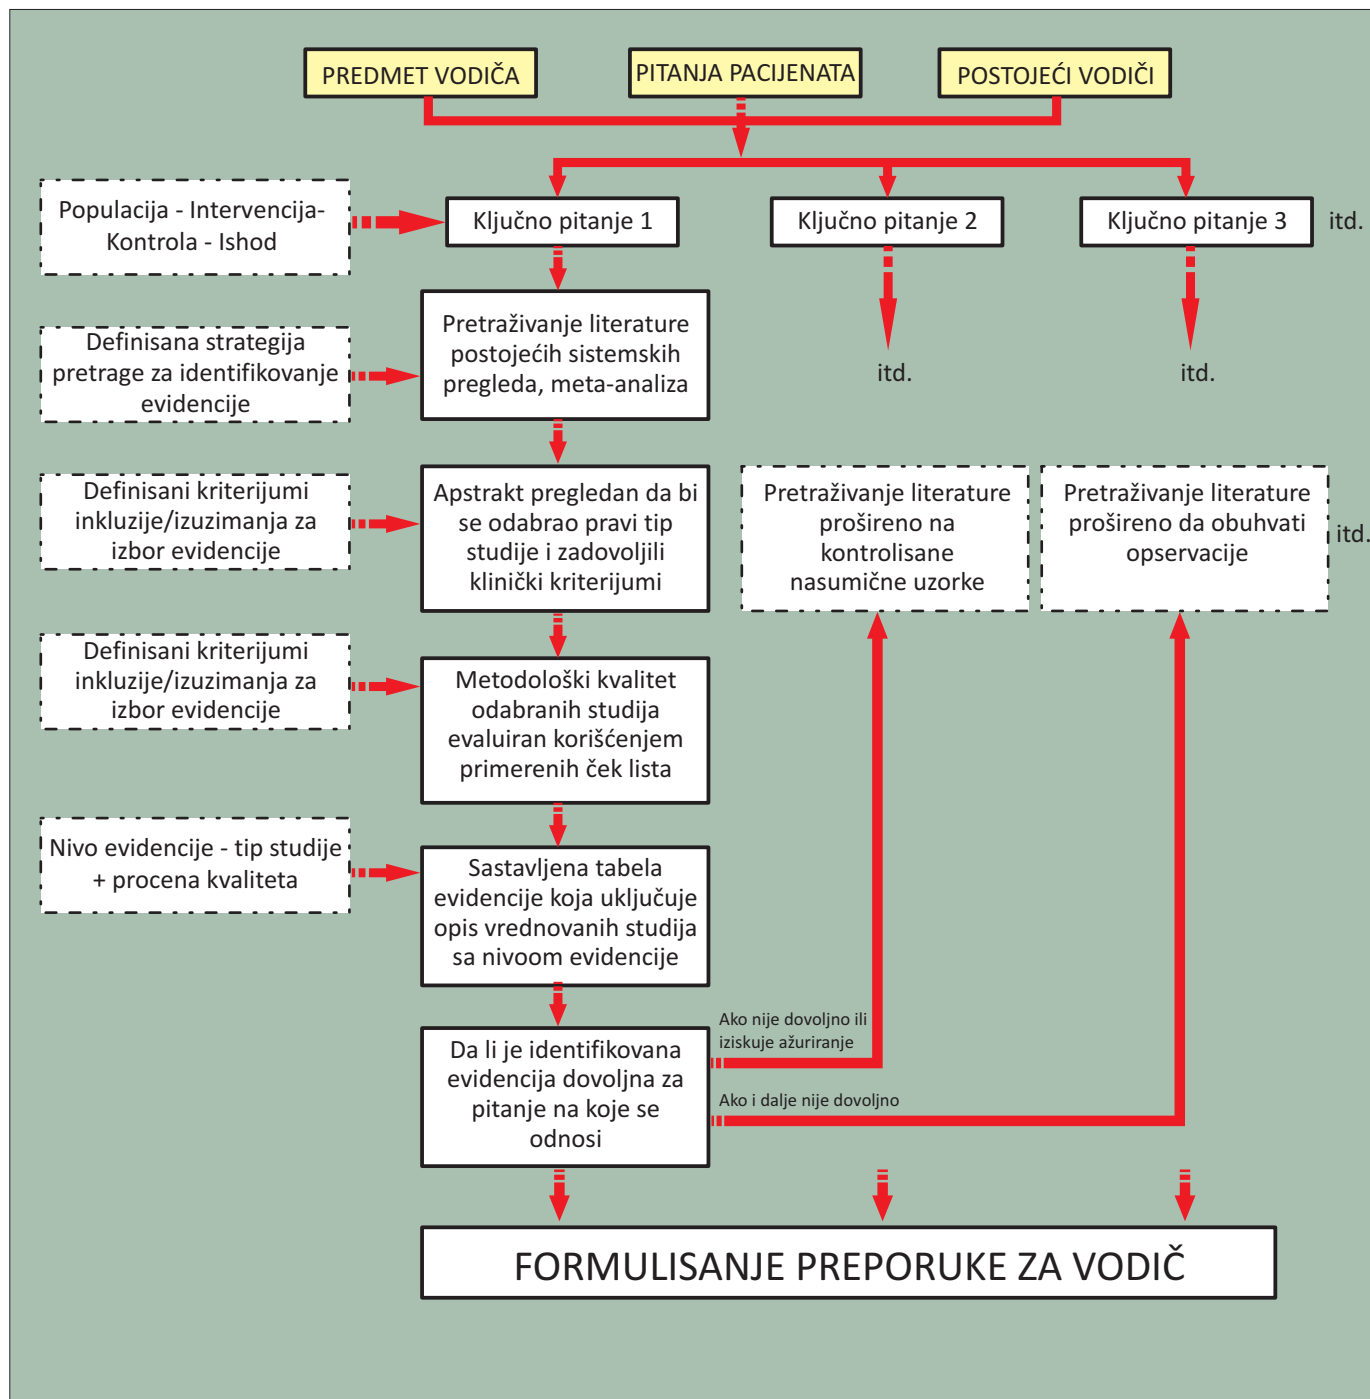 PREDMET VODIČA
PITANJA PACIJENATA
POSTOJEĆI VODIČI
Populacija - Intervencija-
Kontrola - Ishod
Ključno pitanje 1
Ključno pitanje 2
Ključno pitanje 3
itd.
Definisana strategija
pretrage za identifikovanje
evidencije
Pretraživanje literature
postojećih sistemskih
pregleda, meta-analiza
itd.
itd.
Definisani kriterijumi
inkluzije/izuzimanja za
izbor evidencije
Apstrakt pregledan da bi
se odabrao pravi tip
studije i zadovoljili
klinički kriterijumi
Pretraživanje literature
prošireno na
kontrolisane
nasumične uzorke
Pretraživanje literature
prošireno da obuhvati
opservacije
itd.
Definisani kriterijumi
inkluzije/izuzimanja za
izbor evidencije
Metodološki kvalitet
odabranih studija
evaluiran korišćenjem
primerenih ček lista
Nivo evidencije - tip studije
+ procena kvaliteta
Sastavljena tabela
evidencije koja uključuje
opis vrednovanih studija
sa nivoom evidencije
Da li je identifikovana
evidencija dovoljna za
pitanje na koje se
odnosi
Ako nije dovoljno ili
iziskuje ažuriranje
Ako i dalje nije dovoljno
FORMULISANJE PREPORUKE ZA VODIČ